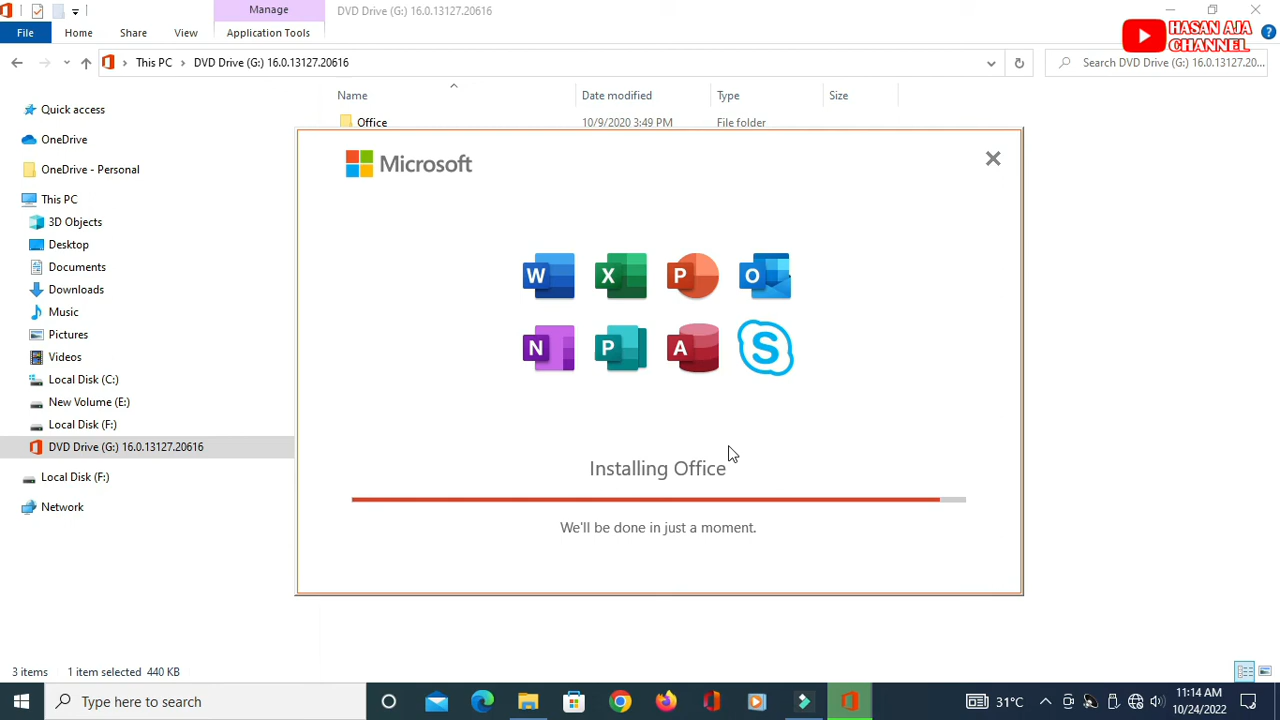 Manage
DVD Drive (G:) 16.0.13127.20616
File
Home
Share
View
Application Tools
HASAN AJA
CHANNEL
This PC
DVD Drive (G:) 16.0.13127.20616
Search DVD Drive (G:) 16.0.13127.20...
Name
Date modified
Type
Size
Office
10/9/2020 3:49 PM
File folder
Quick access
OneDrive
OneDrive - Personal
This PC
3D Objects
Desktop
Documents
Downloads
Music
Pictures
Videos
Local Disk (C:)
New Volume (E:)
Local Disk (F:)
DVD Drive (G:) 16.0.13127.20616
Local Disk (F:)
Network
Microsoft
W X P O
N P A S
Installing Office
We'll be done in just a moment.
3 items 1 item selected 440 KB
Type here to search
31°C
11:14 AM
10/24/2022